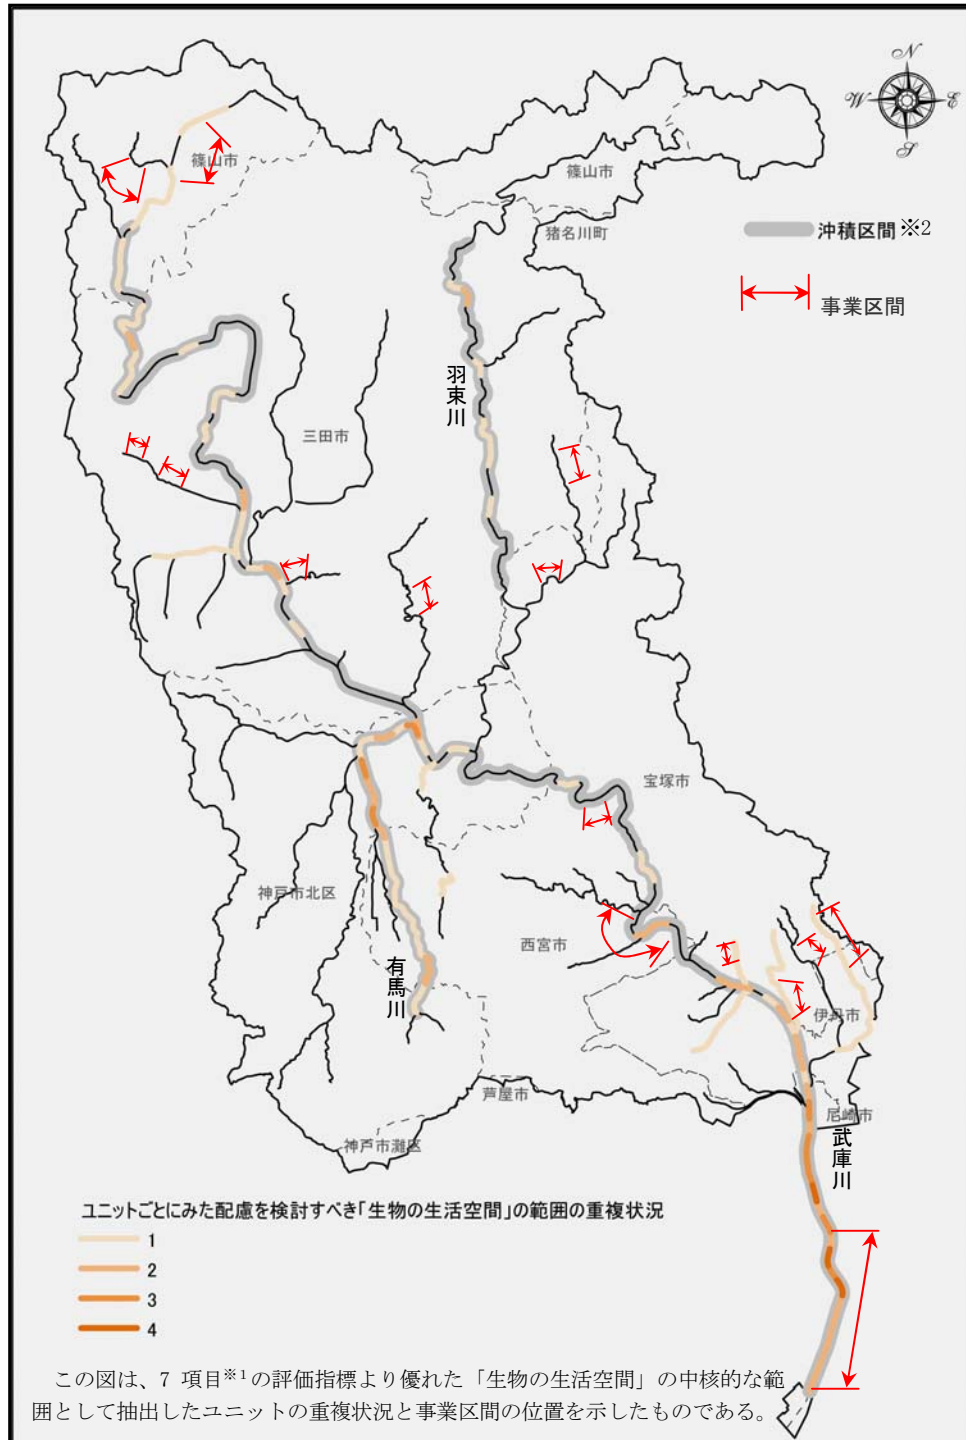 N
W
E
S
篠山市
篠山市
猪名川町
沖積区間※2
事業区間
羽束川
三田市
宝塚市
神戸市北区
西宮市
有馬川
伊丹市
芦屋市
尼崎市
神戸市灘区
武庫川
ユニットごとにみた配慮を検討すべき「生物の生活空間」の範囲の重複状況
1
2
3
4
この図は、7 項目※1の評価指標より優れた「生物の生活空間」の中核的な範
囲として抽出したユニットの重複状況と事業区間の位置を示したものである。